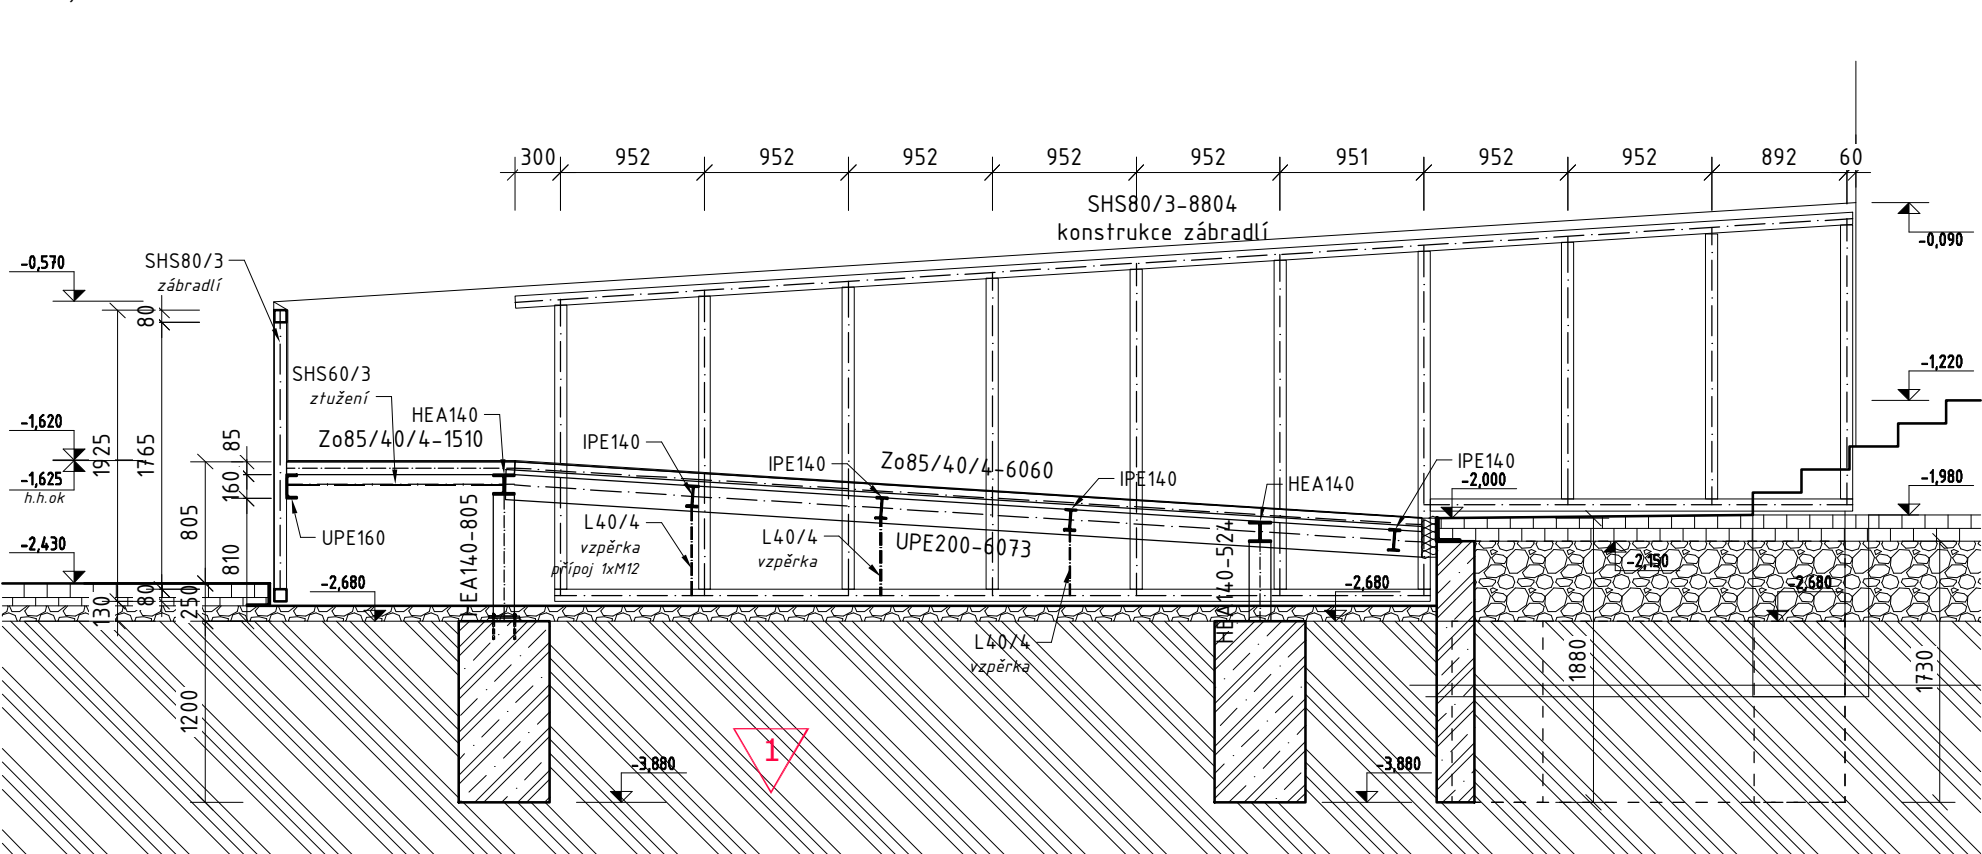 300 952 952 952 952 952 951 952 952 892 60
SHS80/3-8804
konstrukce zábradlí
-0,090
SHS80/3
zábradlí
-0,570
80
-1,220
SHS60/3
ztužení
HEA140
Zo85/40/4-1510
-1,620
-1,625
h.h.ok
1925
1765
85
160
805
810
IPE140
IPE140
Zo85/40/4-6060
IPE140
HEA140
IPE140
-2,000
-1,980
UPE160
HEA140-805
L40/4
vzpěrka
přípoj 1xM12
L40/4
vzpěrka
UPE200-6073
HEA140-524
-2,430
-2,150
-2,680
-2,680
-2,680
130
80
250
L40/4
vzpěrka
1880
1730
1200
1
-3,880
-3,880